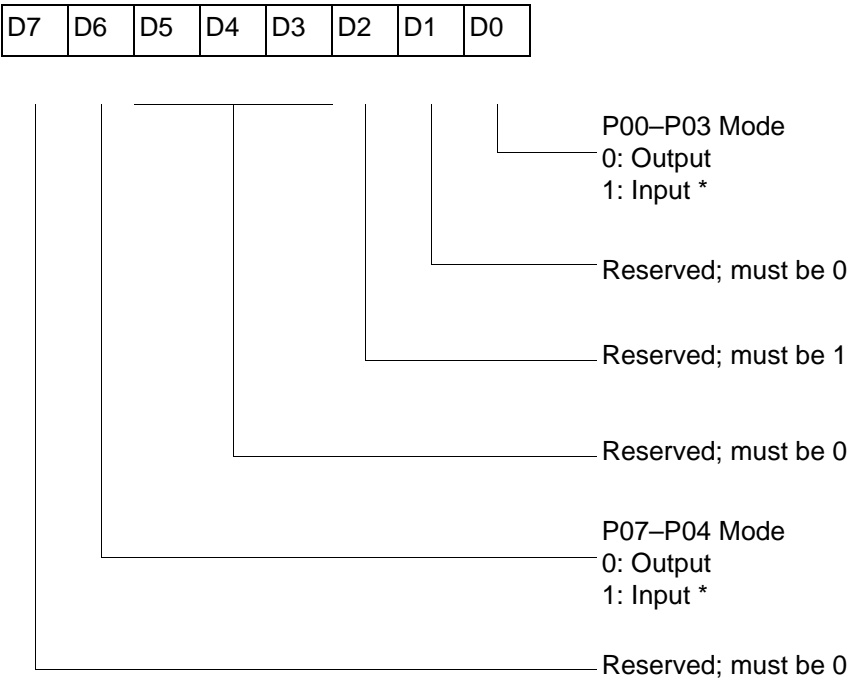 D7 D6 D5 D4 D3 D2 D1 D0
P00–P03 Mode
0: Output
1: Input *
Reserved; must be 0
Reserved; must be 1
Reserved; must be 0
P07–P04 Mode
0: Output
1: Input *
Reserved; must be 0